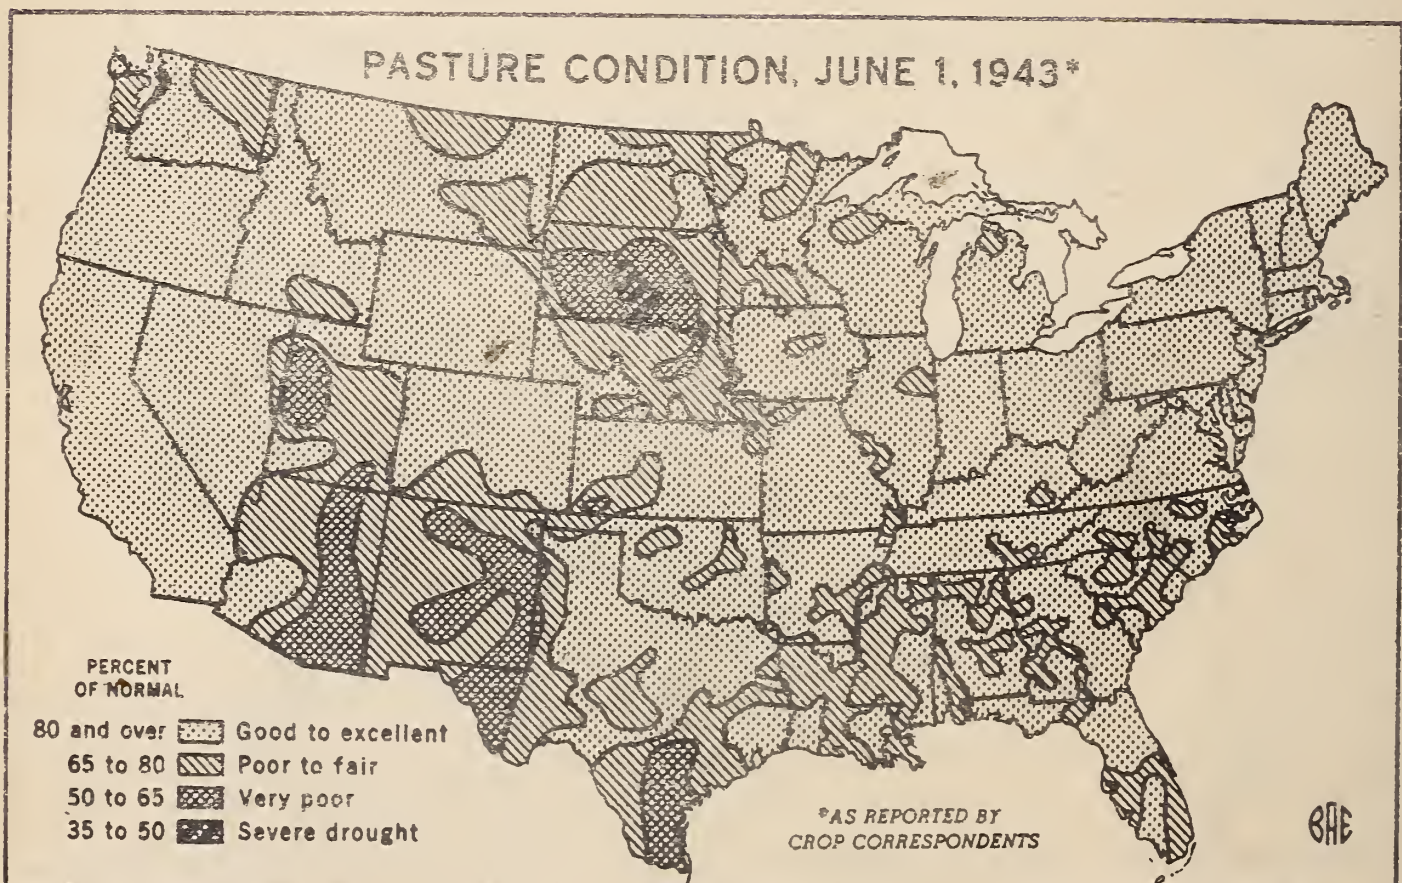 PASTURE CONDITION, JUNE 1, 1943*
PERCENT
OF NORMAL
80 and over Good to excellent
65 to 80 Poor to fair
50 to 65 Very poor
35 to 50 Severe drought
*AS REPORTED BY
CROP CORRESPONDENTS
BAE